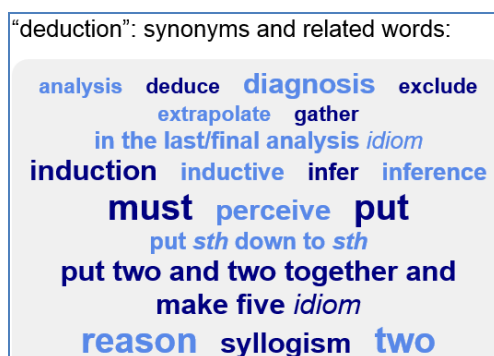 “deduction”: synonyms and related words:
analysis deduce diagnosis exclude
extrapolate gather
in the last/final analysis idiom
induction inductive infer inference
must perceive put
put sth down to sth
put two and two together and
make five idiom
reason syllogism two